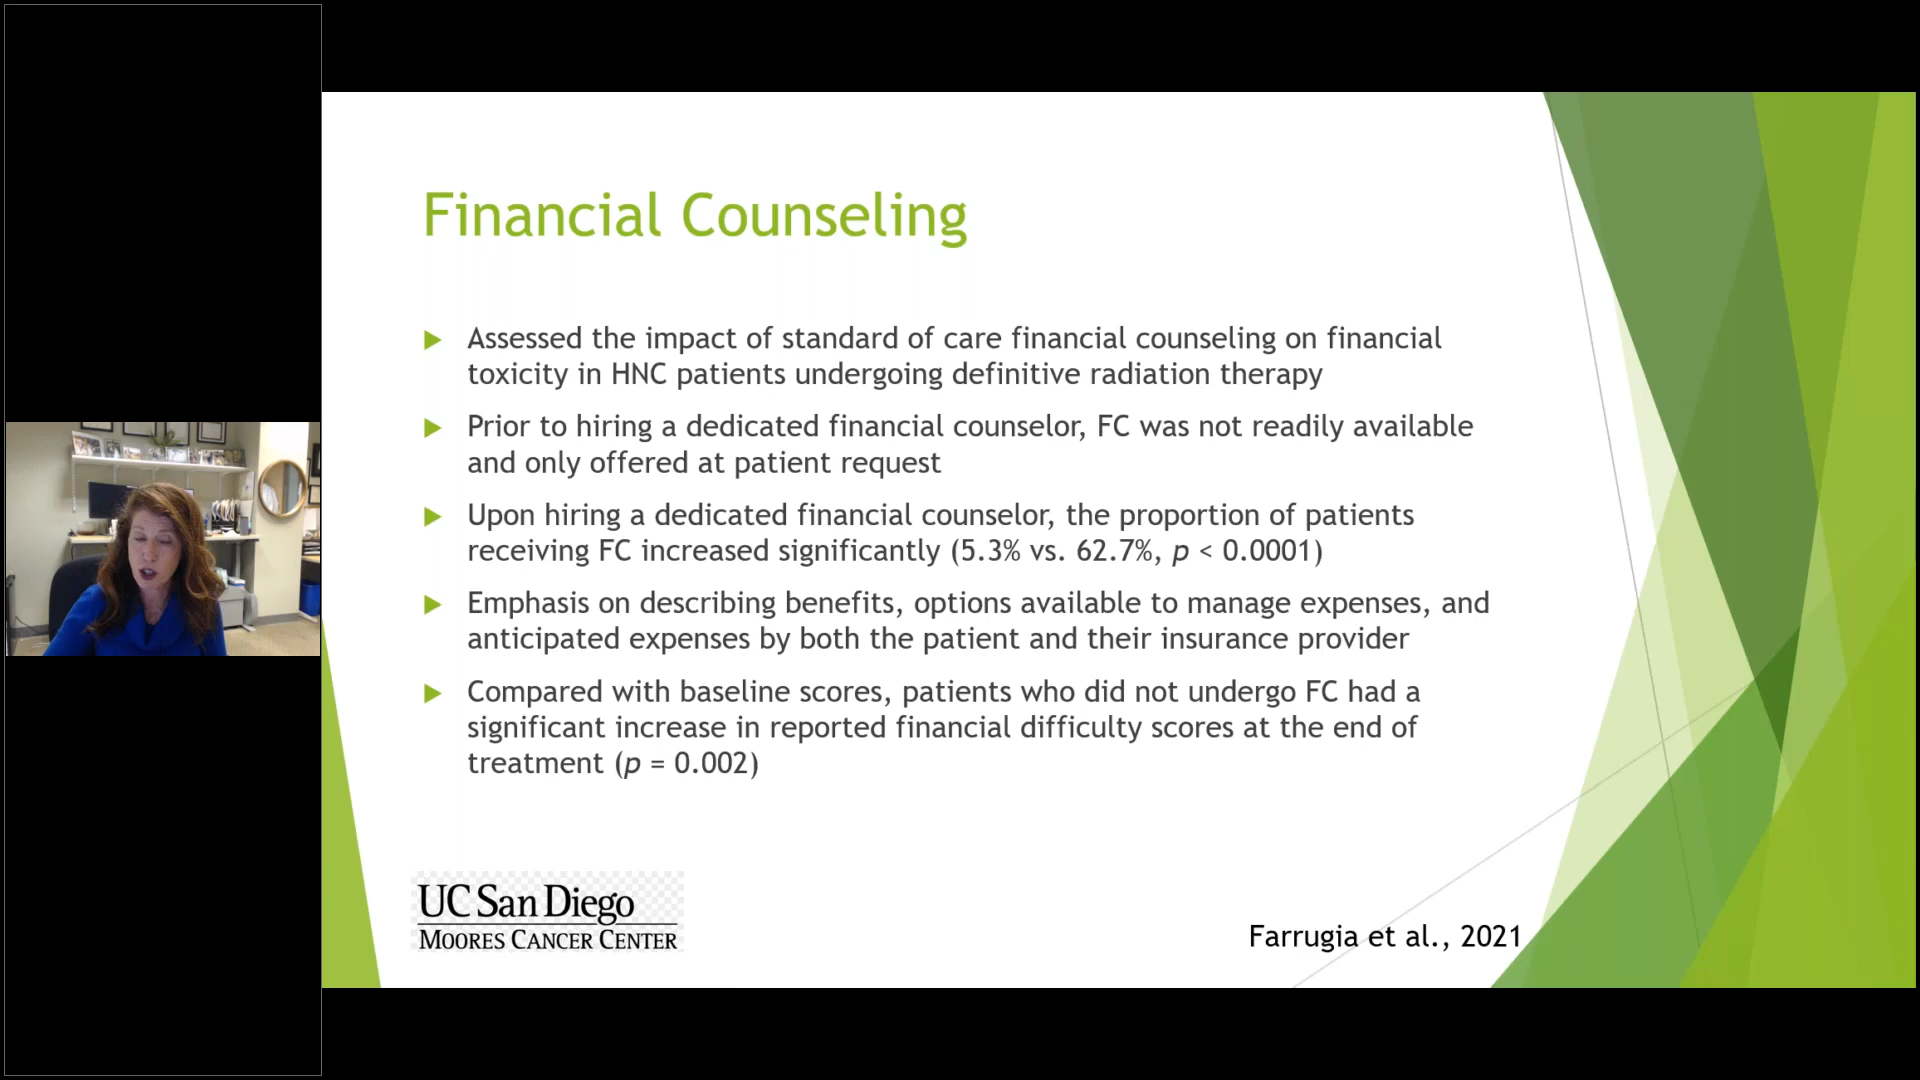 Financial Counseling
Assessed the impact of standard of care financial counseling on financial
toxicity in HNC patients undergoing definitive radiation therapy
Prior to hiring a dedicated financial counselor, FC was not readily available
and only offered at patient request
Upon hiring a dedicated financial counselor, the proportion of patients
receiving FC increased significantly (5.3% vs. 62.7%, p < 0.0001)
Emphasis on describing benefits, options available to manage expenses, and
anticipated expenses by both the patient and their insurance provider
Compared with baseline scores, patients who did not undergo FC had a
significant increase in reported financial difficulty scores at the end of
treatment (p = 0.002)
UC San Diego
MOORES CANCER CENTER
Farrugia et al., 2021